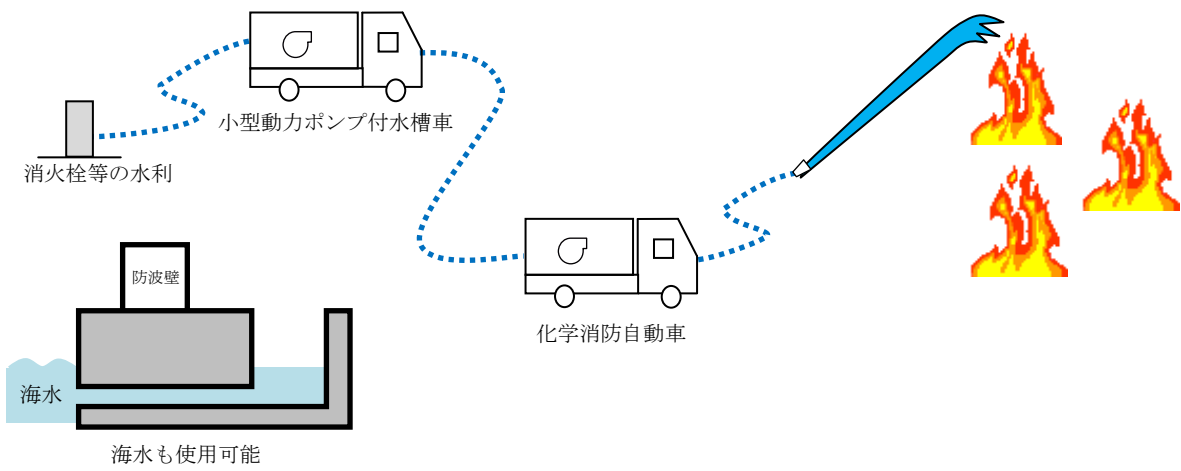 小型動力ポンプ付水槽車
消火栓等の水利
防波壁
化学消防自動車
海水
海水も使用可能